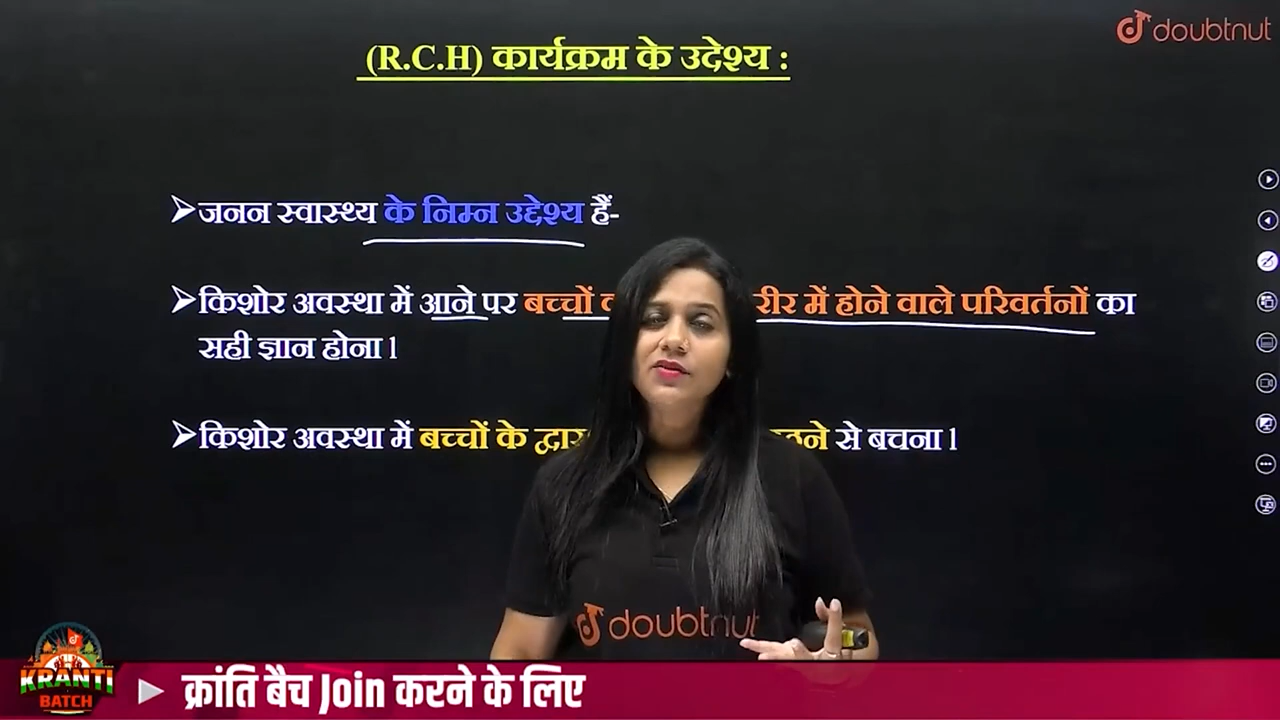 doubtnut
(R.C.H) कार्यक्रम के उदेश्य :
➤जनन स्वास्थ्य के निम्न उद्देश्य हैं-
➤किशोर अवस्था में आने पर बच्चों में होने वाले परिवर्तनों का
सही ज्ञान होना l
➤किशोर अवस्था में बच्चों के से बचना l
doubtnut
KRANTI
BATCH
क्रांति बैच Join करने के लिए